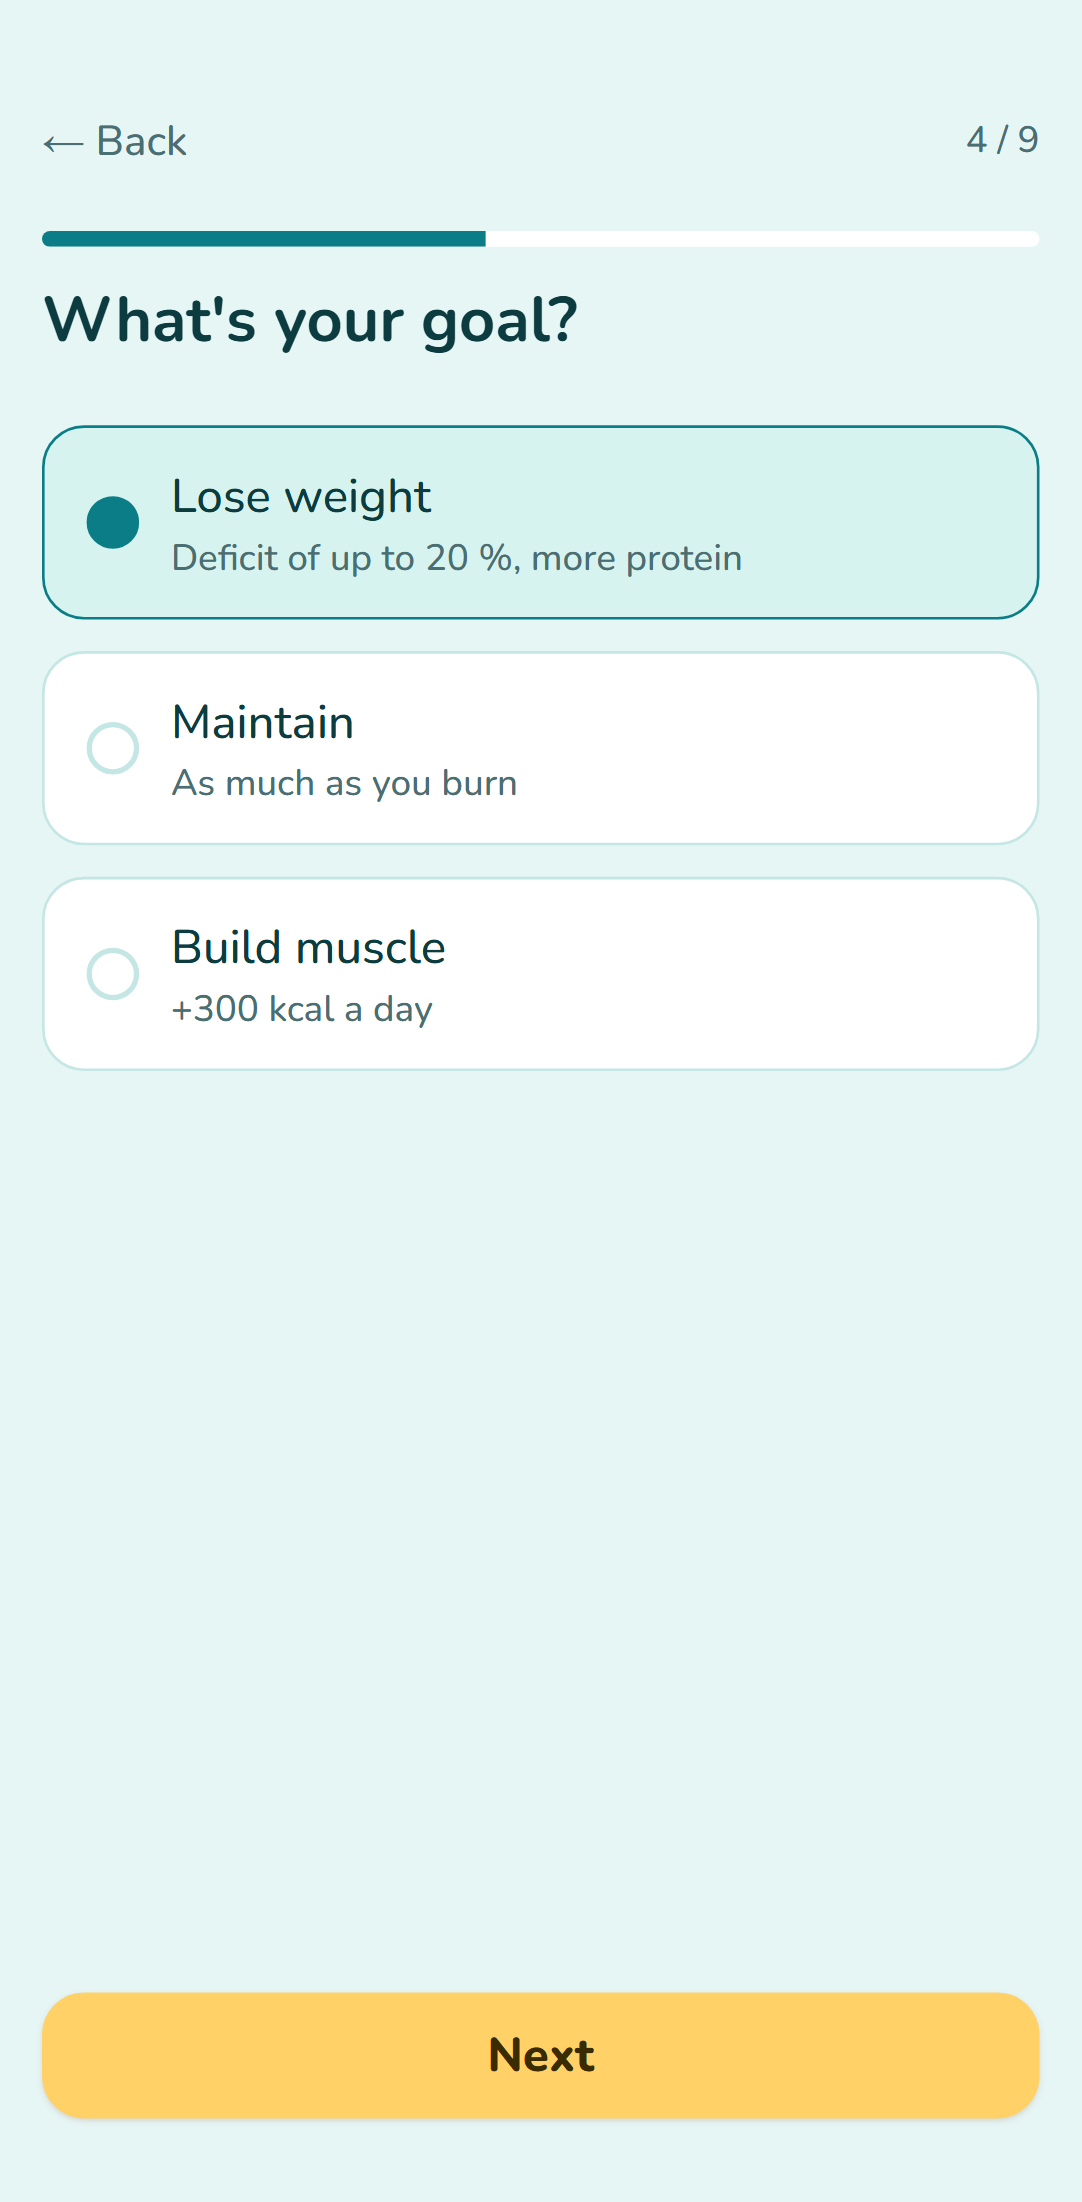 ← Back
4 / 9
What's your goal?
Lose weight
Deficit of up to 20 %, more protein
Maintain
As much as you burn
Build muscle
+300 kcal a day
Next